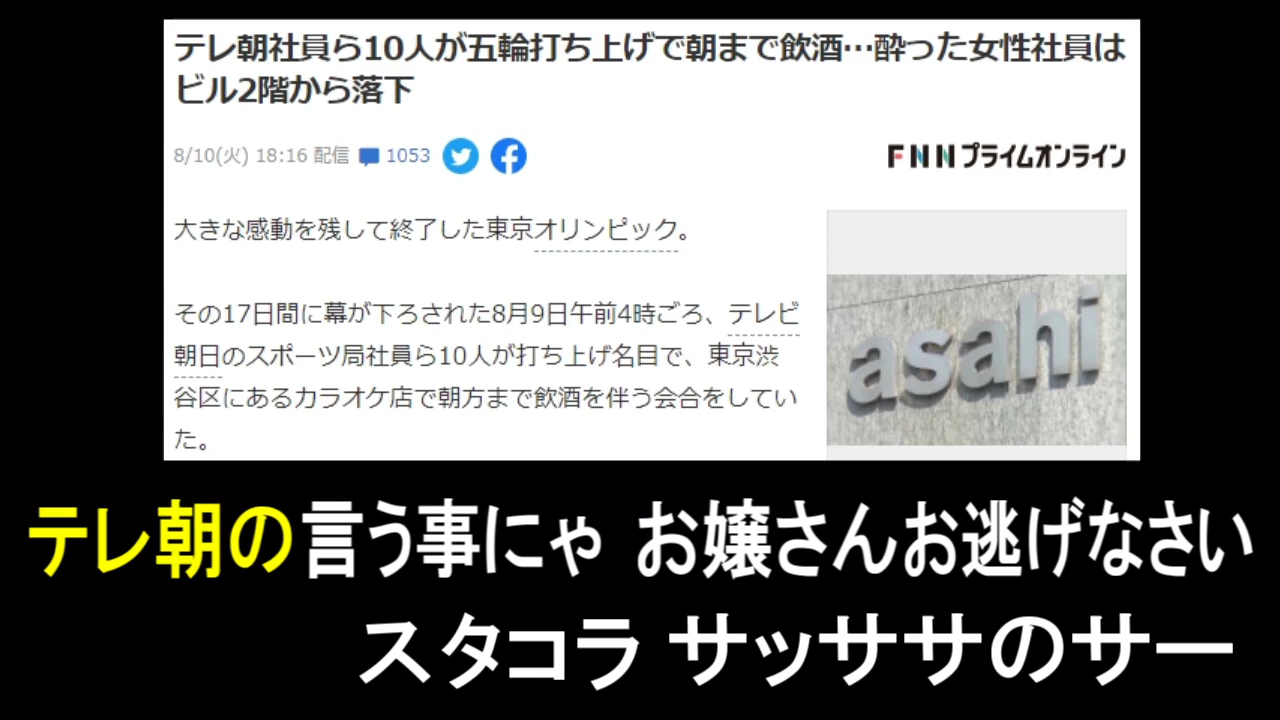 テレ朝社員ら10人が五輪打ち上げで朝まで飲酒…酔った女性社員は
ビル2階から落下
8/10(火) 18:16 配信 1053
FNNプライムオンライン
大きな感動を残して終了した東京オリンピック。
その17日間に幕が下ろされた8月9日午前4時ごろ、テレビ
朝日のスポーツ局社員ら10人が打ち上げ名目で、東京渋
谷区にあるカラオケ店で朝方まで飲酒を伴う会合をしてい
た。
asahi
テレ朝の言う事にゃ お嬢さんお逃げなさい
スタコラ サッササのサー